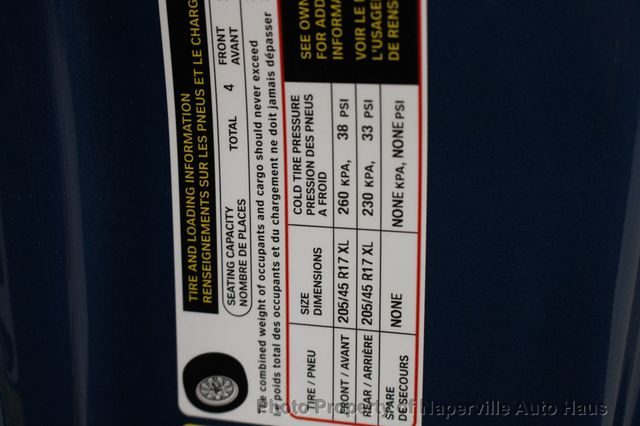 TIRE AND LOADING INFORMATION
RENSEIGNEMENTS SUR LES PNEUS ET LE CHARG
SEATING CAPACITY
NOMBRE DE PLACES
TOTAL 4
FRONT
AVANT
The combined weight of occupants and cargo should never exceed
Le poids total des occupants et du chargement ne doit jamais dépasser
TIRE / PNEU
SIZE
DIMENSIONS
COLD TIRE PRESSURE
PRESSION DES PNEUS
A FROID
FRONT / AVANT 205/45 R17 XL 260 KPA, 38 PSI
REAR / ARRIÈRE 205/45 R17 XL 230 KPA, 33 PSI
SPARE
DE SECOURS
NONE
NONE KPA, NONE PSI
SEE OWN
FOR ADD
INFORMA
VOIR LE
L'USAGE
DE RENS
Photo Property of Naperville Auto Haus